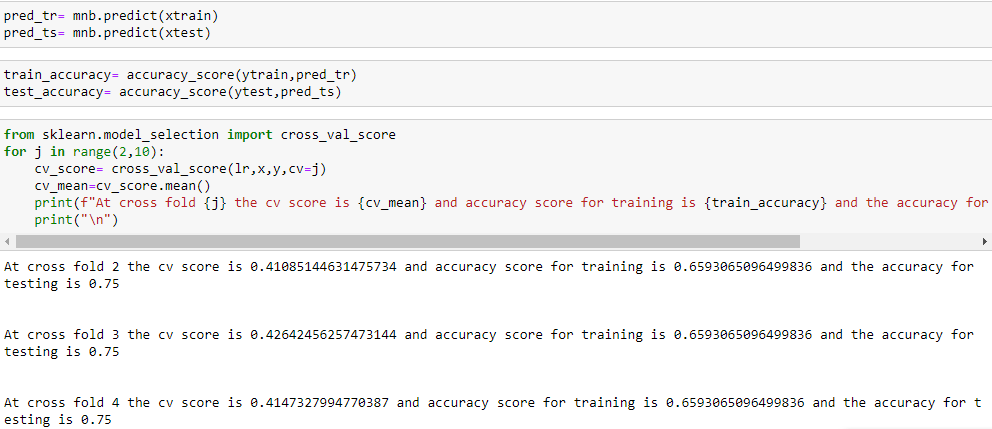 pred_tr= mnb.predict(xtrain)
pred_ts= mnb.predict(xtest)
train_accuracy= accuracy_score(ytrain,pred_tr)
test_accuracy= accuracy_score(ytest,pred_ts)
from sklearn.model_selection import cross_val_score
for j in range(2,10):
    cv_score= cross_val_score(lr,x,y,cv=j)
    cv_mean=cv_score.mean()
    print(f"At cross fold {j} the cv score is {cv_mean} and accuracy score for training is {train_accuracy} and the accuracy for
    print("\n")
At cross fold 2 the cv score is 0.41085144631475734 and accuracy score for training is 0.6593065096499836 and the accuracy for
testing is 0.75
At cross fold 3 the cv score is 0.42642456257473144 and accuracy score for training is 0.6593065096499836 and the accuracy for
testing is 0.75
At cross fold 4 the cv score is 0.4147327994770387 and accuracy score for training is 0.6593065096499836 and the accuracy for t
esting is 0.75